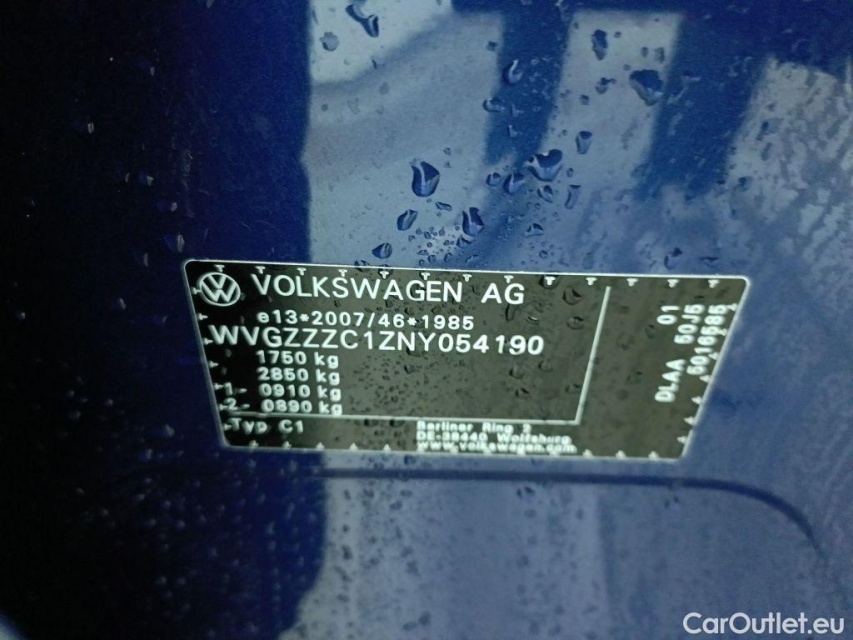 VOLKSWAGEN AG
e13*2007/46*1985
WVGZZZC1ZNY054190
1750 kg
2850 kg
1- 0910 kg
2- 0890 kg
Typ C1
Berliner Ring 2
DE-38440 Wolfsburg
www.volkswagen.com
01
DLAA 50J5
5016585
CarOutlet.eu